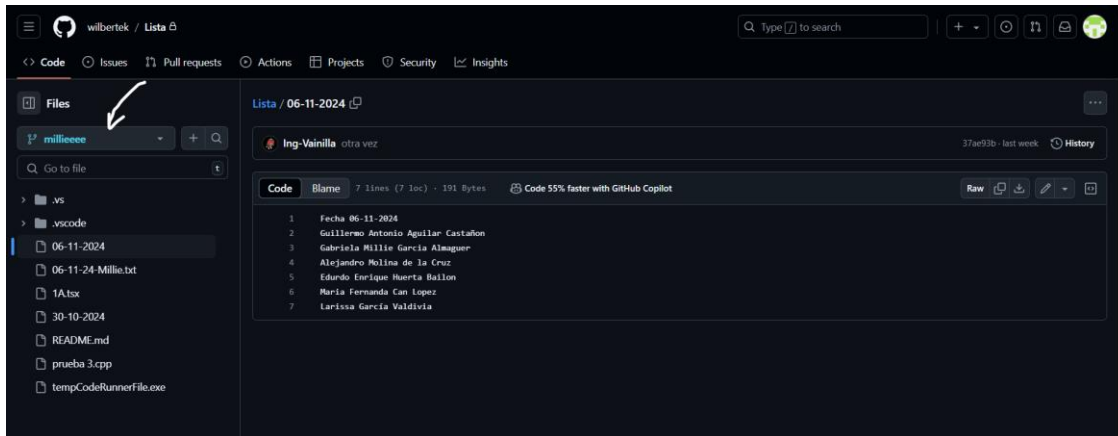 wilbertek / Lista
Type / to search
Code Issues Pull requests Actions Projects Security Insights
Files
millieeee
Go to file
t
.vs
.vscode
06-11-2024
06-11-24-Millie.txt
1A.tsx
30-10-2024
README.md
prueba 3.cpp
tempCodeRunnerFile.exe
Lista / 06-11-2024
Ing-Vainilla otra vez
37ae93b · last week History
Code Blame 7 lines (7 loc) · 191 Bytes Code 55% faster with GitHub Copilot Raw
1 Fecha 06-11-2024
2 Guillermo Antonio Aguilar Castañon
3 Gabriela Millie Garcia Almaguer
4 Alejandro Molina de la Cruz
5 Edurdo Enrique Huerta Bailon
6 Maria Fernanda Can Lopez
7 Larissa García Valdivia